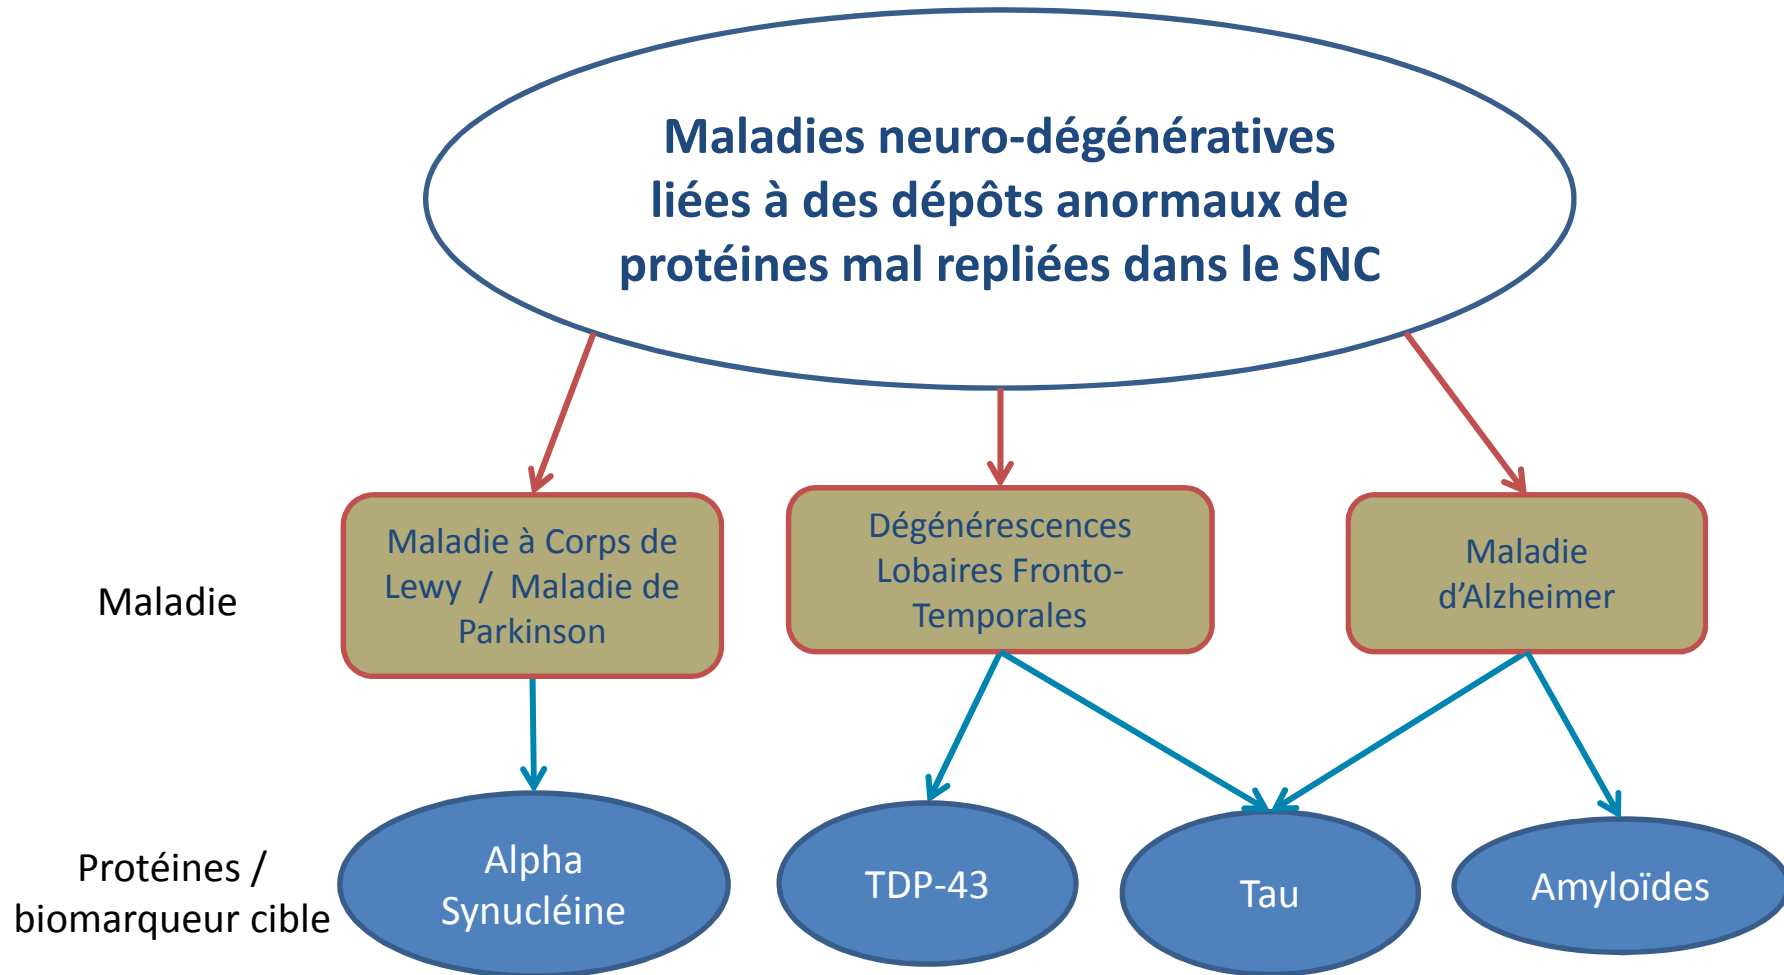 Maladies neuro-dégénératives
liées à des dépôts anormaux de
protéines mal repliées dans le SNC
Maladie
Maladie à Corps de
Lewy / Maladie de
Parkinson
Dégénérescences
Lobaires Fronto-
Temporales
Maladie
d’Alzheimer
Protéines /
biomarqueur cible
Alpha
Synucléine
TDP-43
Tau
Amyloïdes